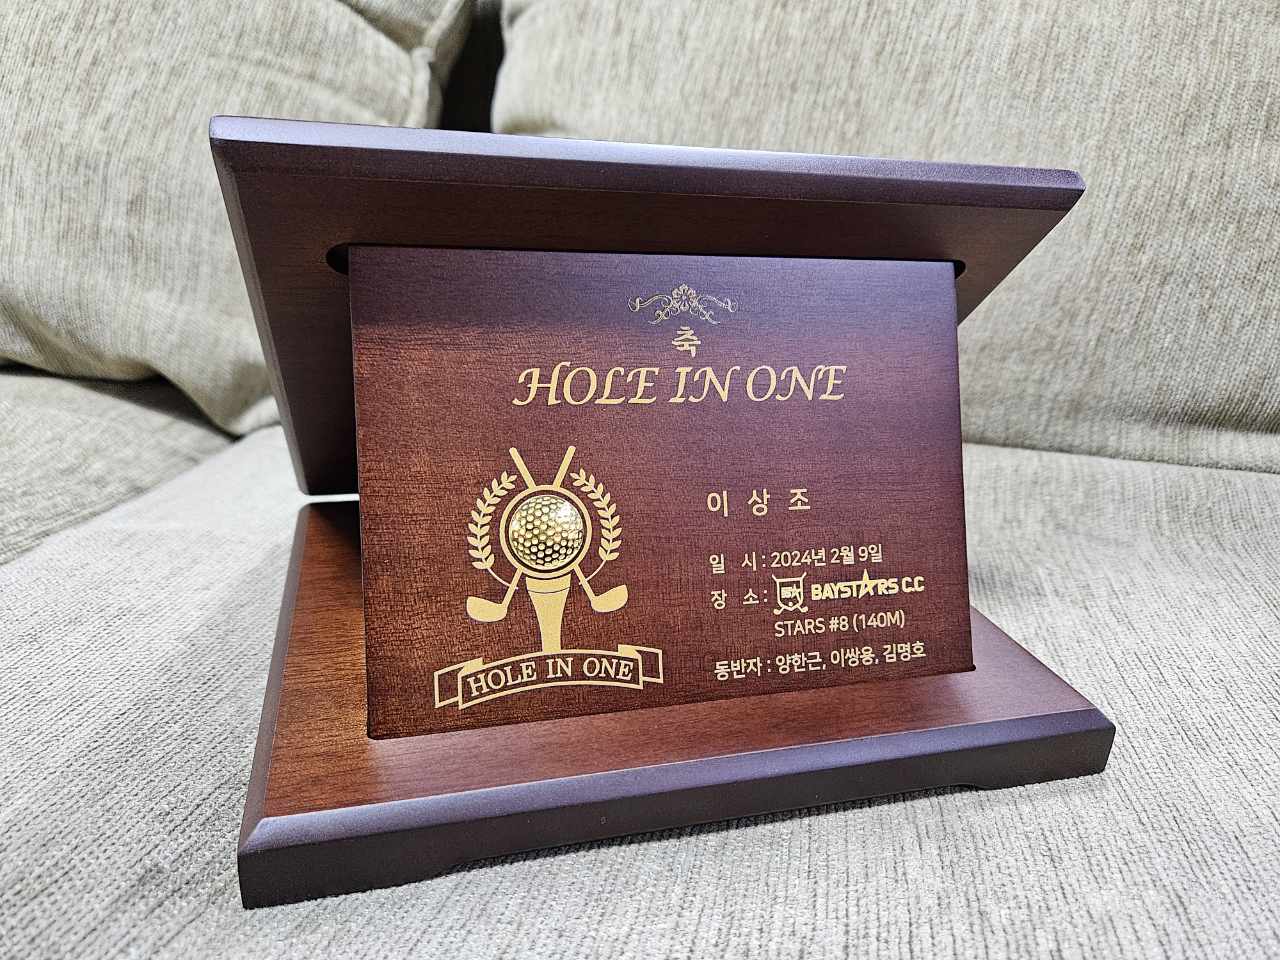 축
HOLE IN ONE
이 상 조
일 시 : 2024년 2월 9일
장 소 : BAYSTARS C.C
STARS #8 (140M)
동반자 : 양한근, 이쌍용, 김명호
HOLE IN ONE